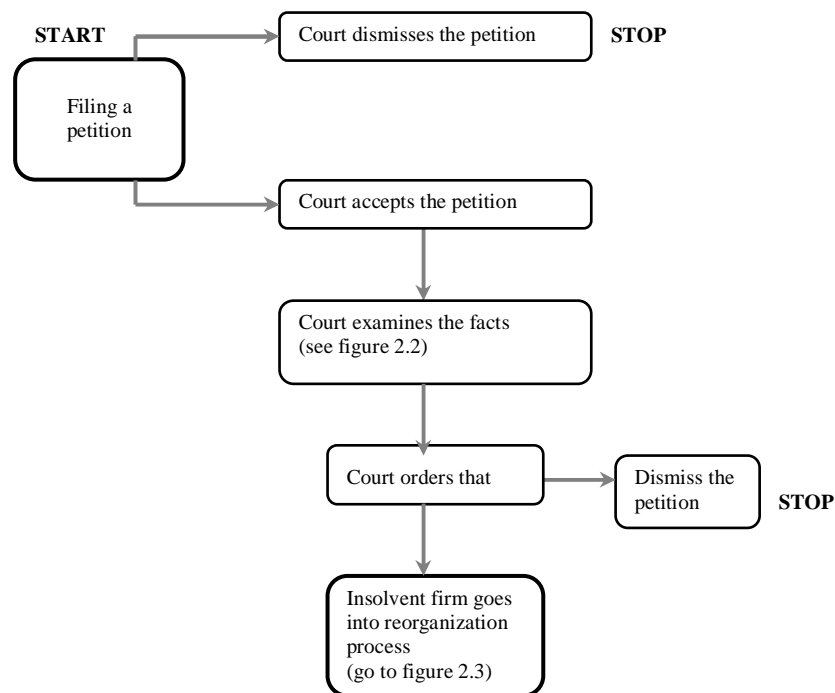 START
Court dismisses the petition
STOP
Filing a
petition
Court accepts the petition
Court examines the facts
(see figure 2.2)
Court orders that
Dismiss the
petition
STOP
Insolvent firm goes
into reorganization
process
(go to figure 2.3)